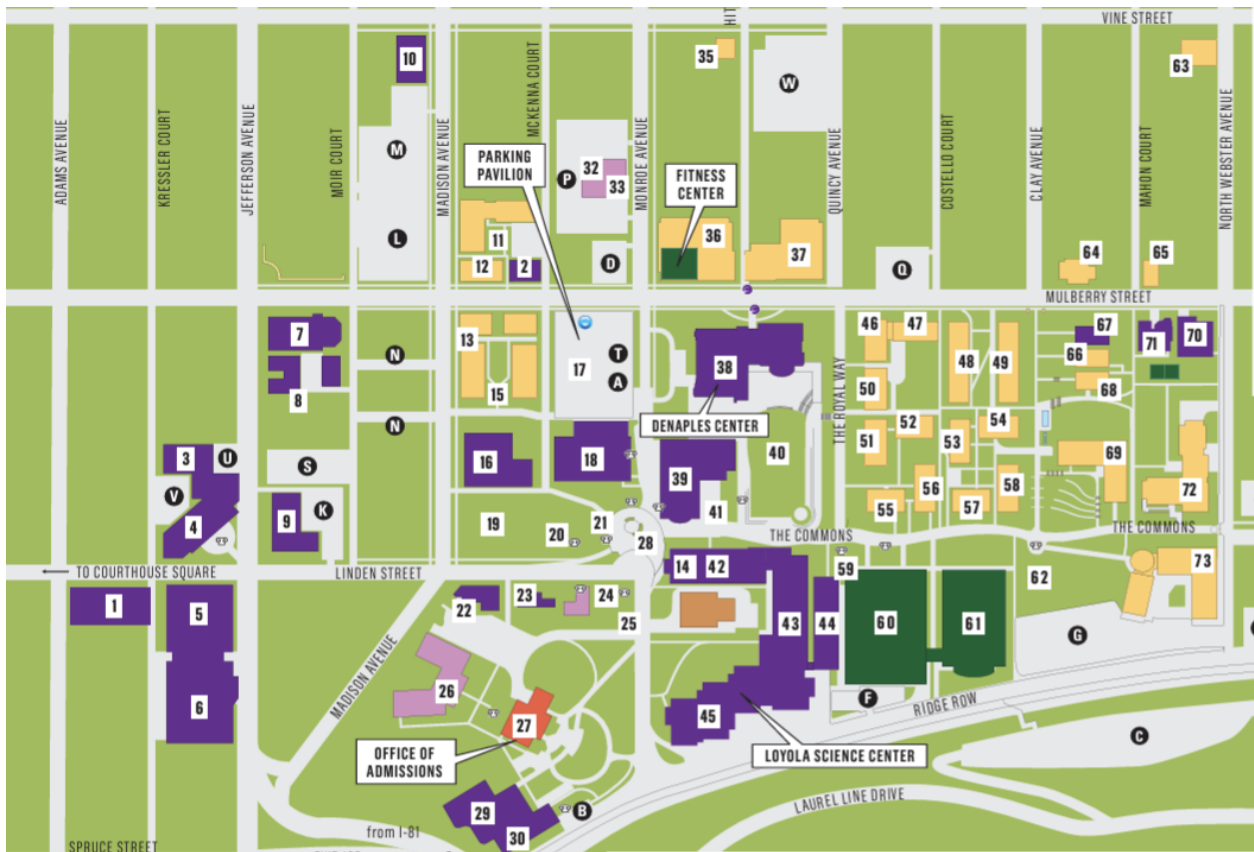 HIT
VINE STREET
10
35
W
63
ADAMS AVENUE
KRESSLER COURT
JEFFERSON AVENUE
MOIR COURT
MADISON AVENUE
MCKENNA COURT
MONROE AVENUE
QUINCY AVENUE
COSTELLO COURT
CLAY AVENUE
MAHON COURT
NORTH WEBSTER AVENUE
M
PARKING
PAVILION
P
32
33
FITNESS
CENTER
L
11
12
2
D
36
37
Q
64
65
MULBERRY STREET
7
N
13
17
T
A
38
46
47
48
49
67
66
71
70
8
15
50
68
DENAPLES CENTER
THE ROYAL WAY
N
3
U
S
16
18
39
40
51
52
53
54
69
V
4
9
K
19
20
21
28
41
55
56
57
58
72
THE COMMONS
THE COMMONS
TO COURTHOUSE SQUARE
LINDEN STREET
14
42
59
62
73
1
5
22
23
24
25
43
44
60
61
G
MADISON AVENUE
6
26
27
45
F
RIDGE ROW
C
OFFICE OF
ADMISSIONS
LOYOLA SCIENCE CENTER
29
30
B
LAUREL LINE DRIVE
from I-81
SPRUCE STREET